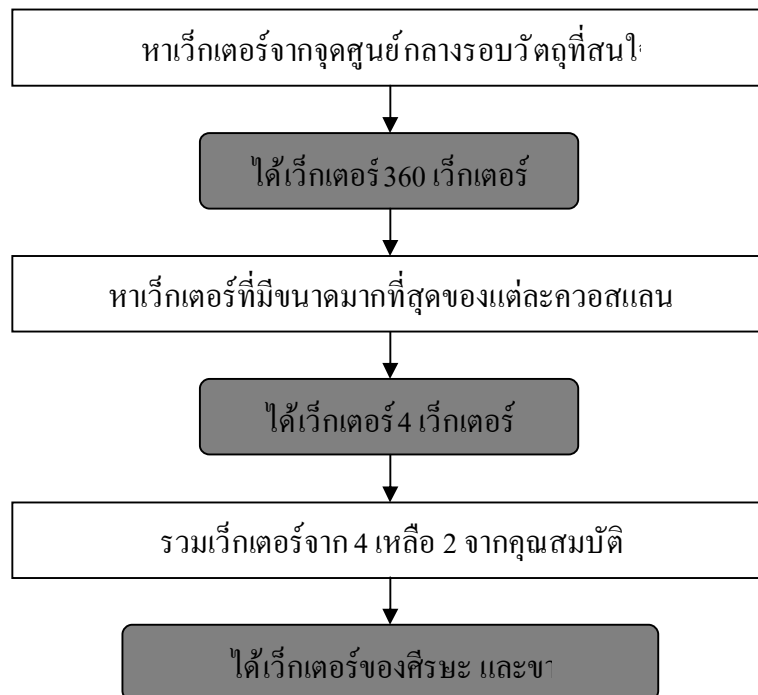 หาเว็กเตอร์จากจุดศูนย์กลางรอบวัตถุที่สนใจ
ได้เว็กเตอร์ 360 เว็กเตอร์
หาเว็กเตอร์ที่มีขนาดมากที่สุดของแต่ละควอสแลน
ได้เว็กเตอร์ 4 เว็กเตอร์
รวมเว็กเตอร์จาก 4 เหลือ 2 จากคุณสมบัติ
ได้เว็กเตอร์ของศีรษะ และขา